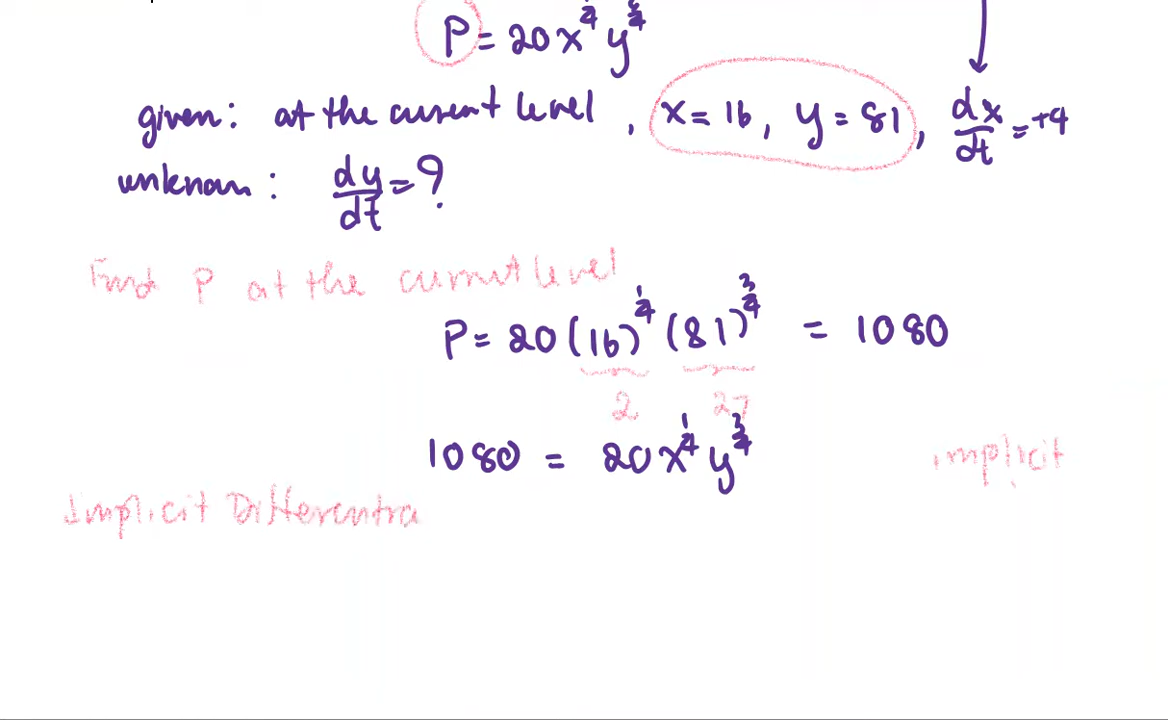 P = 20x^{1/4} y^{3/4}
given: at the current level, x = 16, y = 81, dx/dt = +4
unknown: dy/dt = ?
Find P at the current level
P = 20 (16)^{1/4} (81)^{3/4} = 1080
2 27
1080 = 20x^{1/4} y^{3/4}
implicit
Implicit Differentia